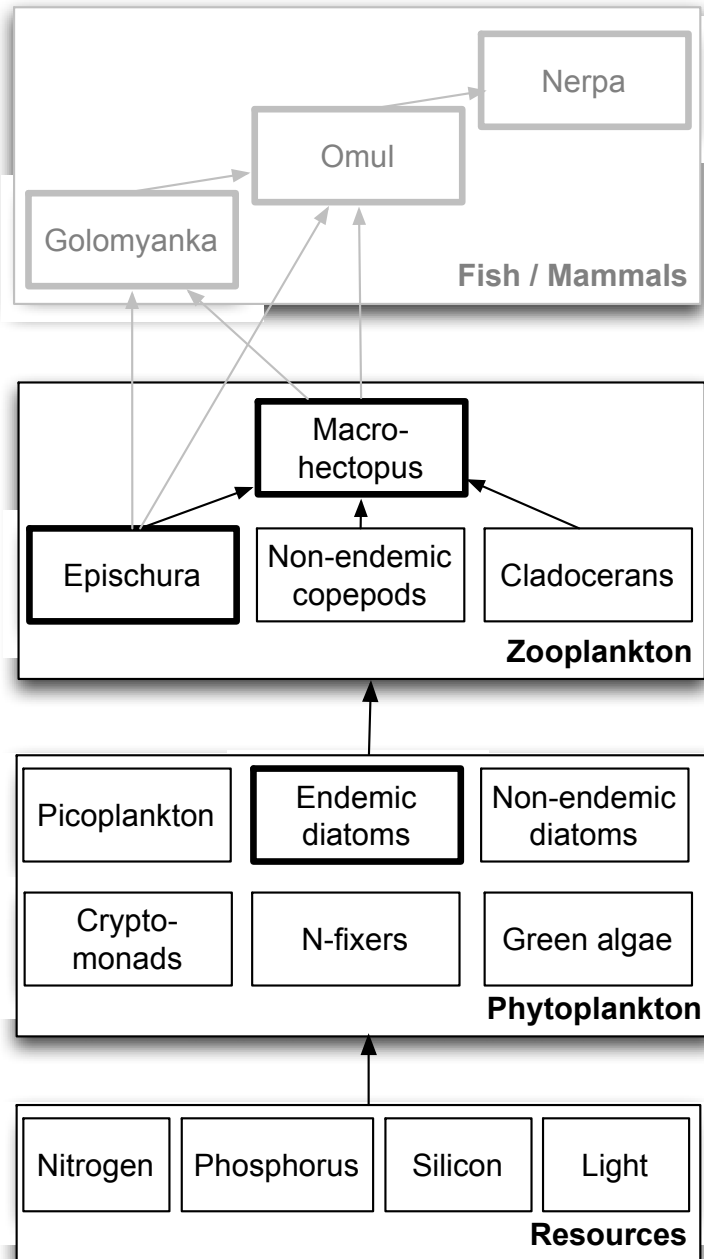 Nerpa
Omul
Golomyanka
Fish / Mammals
Macro-
hectopus
Epischura
Non-endemic
copepods
Cladocerans
Zooplankton
Picoplankton
Endemic
diatoms
Non-endemic
diatoms
Crypto-
monads
N-fixers
Green algae
Phytoplankton
Nitrogen
Phosphorus
Silicon
Light
Resources